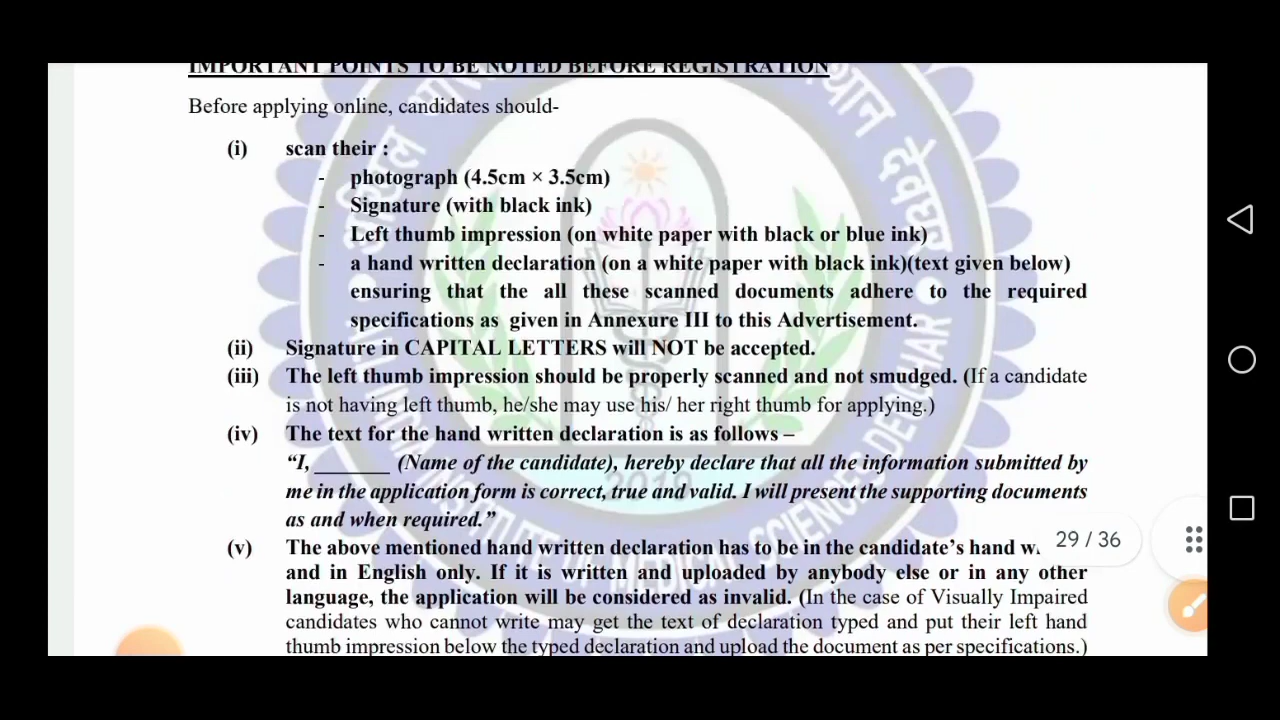 IMPORTANT POINTS TO BE NOTED BEFORE REGISTRATION
Before applying online, candidates should-
(i) scan their :
- photograph (4.5cm × 3.5cm)
- Signature (with black ink)
- Left thumb impression (on white paper with black or blue ink)
- a hand written declaration (on a white paper with black ink)(text given below)
ensuring that the all these scanned documents adhere to the required
specifications as given in Annexure III to this Advertisement.
(ii) Signature in CAPITAL LETTERS will NOT be accepted.
(iii) The left thumb impression should be properly scanned and not smudged. (If a candidate
is not having left thumb, he/she may use his/ her right thumb for applying.)
(iv) The text for the hand written declaration is as follows –
“I, _______ (Name of the candidate), hereby declare that all the information submitted by
me in the application form is correct, true and valid. I will present the supporting documents
as and when required.”
(v) The above mentioned hand written declaration has to be in the candidate’s hand
and in English only. If it is written and uploaded by anybody else or in any other
language, the application will be considered as invalid. (In the case of Visually Impaired
candidates who cannot write may get the text of declaration typed and put their left hand
thumb impression below the typed declaration and upload the document as per specifications.)
29 / 36
2019
MEDICAL SCIENCES DEOGHAR